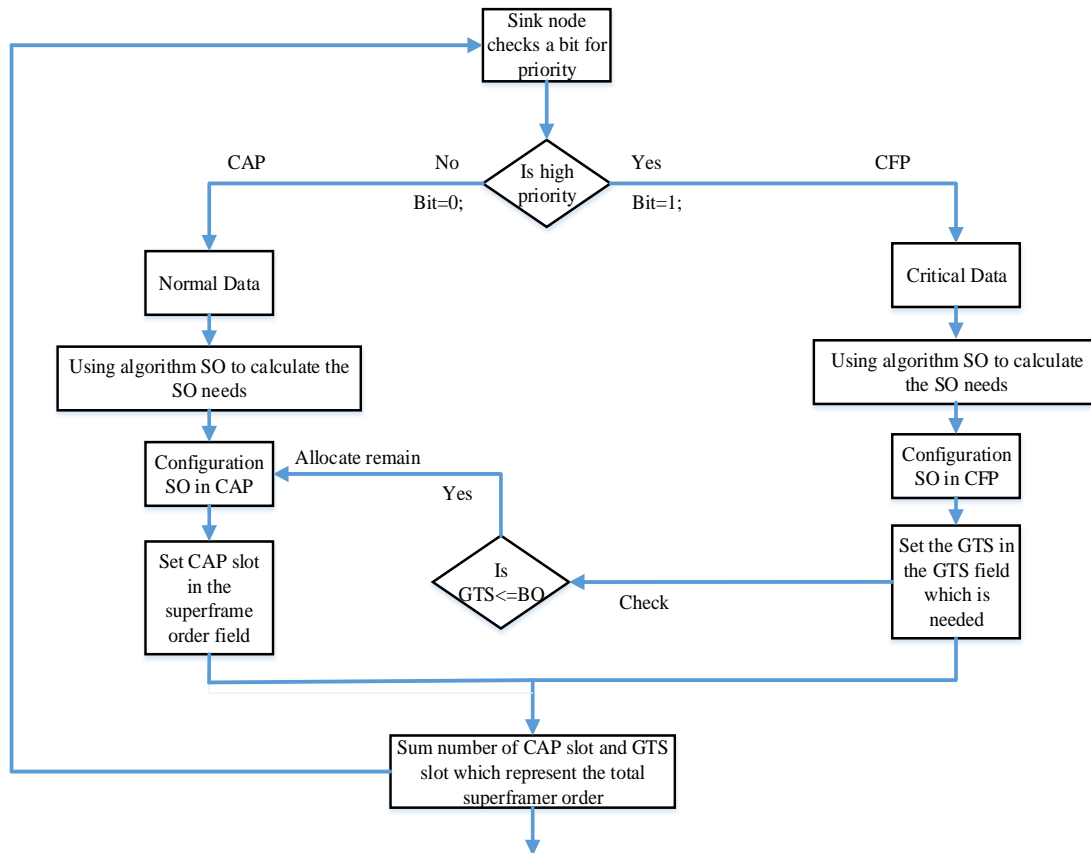 Sink node
checks a bit for
priority
CAP
No
Yes
CFP
Is high
priority
Bit=0;
Bit=1;
Normal Data
Critical Data
Using algorithm SO to calculate the
SO needs
Using algorithm SO to calculate
the SO needs
Configuration
SO in CAP
Allocate remain
Yes
Configuration
SO in CFP
Set CAP slot
in the
superframe
order field
Is
GTS<=BO
Check
Set the GTS in
the GTS field
which is
needed
Sum number of CAP slot and GTS
slot which represent the total
superframer order